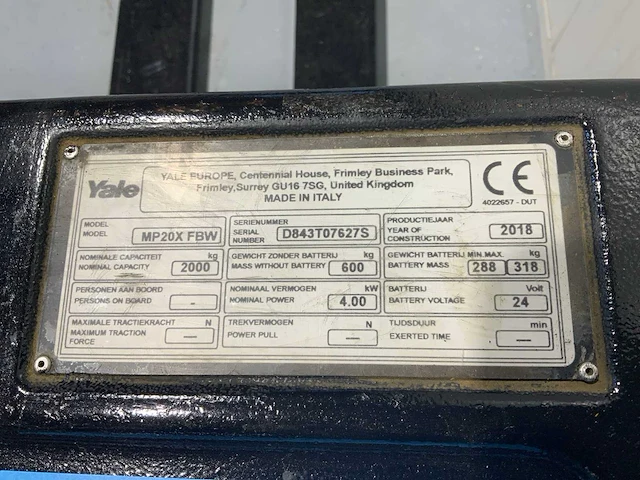 Yale
YALE EUROPE, Centennial House, Frimley Business Park,
Frimley,Surrey GU16 7SG, United Kingdom
MADE IN ITALY
CE
4022657 - DUT
MODEL
MODEL
MP20X FBW
SERIENUMMER
SERIAL
NUMBER
D843T07627S
PRODUCTIEJAAR
YEAR OF
CONSTRUCTION
2018
NOMINALE CAPACITEIT kg
NOMINAL CAPACITY 2000
GEWICHT ZONDER BATTERIJ kg
MASS WITHOUT BATTERY 600
GEWICHT BATTERIJ MIN.MAX. kg
BATTERY MASS 288 318
PERSONEN AAN BOORD
PERSONS ON BOARD -
NOMINAAL VERMOGEN kW
NOMINAL POWER 4.00
BATTERIJ Volt
BATTERY VOLTAGE 24
MAXIMALE TRACTIEKRACHT N
MAXIMUM TRACTION
FORCE —
TREKVERMOGEN N
POWER PULL —
TIJDSDUUR min
EXERTED TIME —